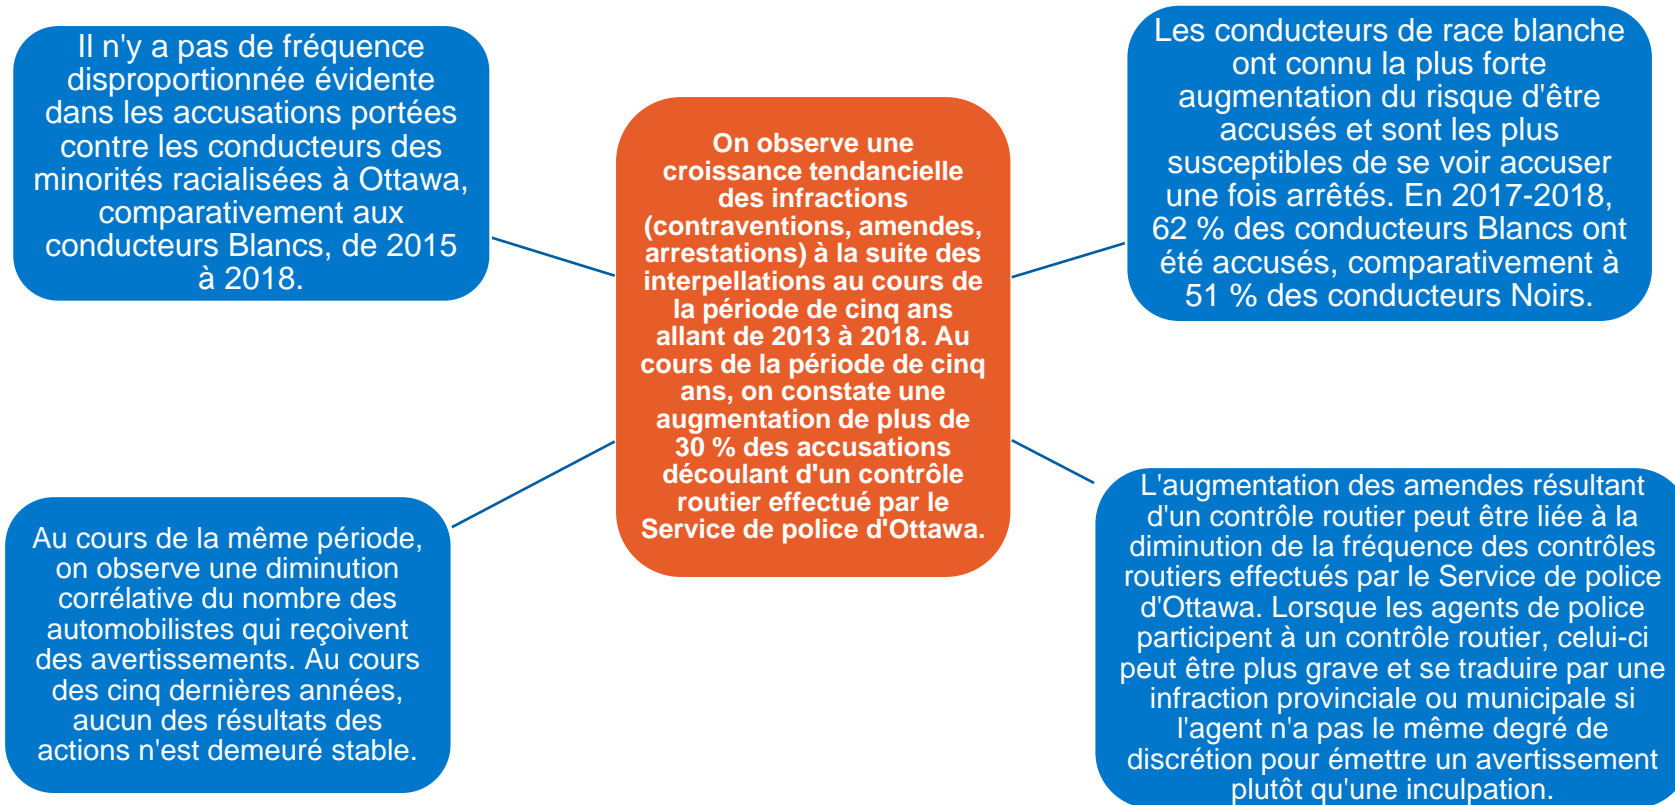 Il n'y a pas de fréquence
disproportionnée évidente
dans les accusations portées
contre les conducteurs des
minorités racialisées à Ottawa,
comparativement aux
conducteurs Blancs, de 2015
à 2018.
Les conducteurs de race blanche
ont connu la plus forte
augmentation du risque d'être
accusés et sont les plus
susceptibles de se voir accuser
une fois arrêtés. En 2017-2018,
62 % des conducteurs Blancs ont
été accusés, comparativement à
51 % des conducteurs Noirs.
On observe une
croissance tendancielle
des infractions
(contraventions, amendes,
arrestations) à la suite des
interpellations au cours de
la période de cinq ans
allant de 2013 à 2018. Au
cours de la période de cinq
ans, on constate une
augmentation de plus de
30 % des accusations
découlant d'un contrôle
routier effectué par le
Service de police d'Ottawa.
Au cours de la même période,
on observe une diminution
corrélative du nombre des
automobilistes qui reçoivent
des avertissements. Au cours
des cinq dernières années,
aucun des résultats des
actions n'est demeuré stable.
L'augmentation des amendes résultant
d'un contrôle routier peut être liée à la
diminution de la fréquence des contrôles
routiers effectués par le Service de police
d'Ottawa. Lorsque les agents de police
participent à un contrôle routier, celui-ci
peut être plus grave et se traduire par une
infraction provinciale ou municipale si
l'agent n'a pas le même degré de
discrétion pour émettre un avertissement
plutôt qu'une inculpation.